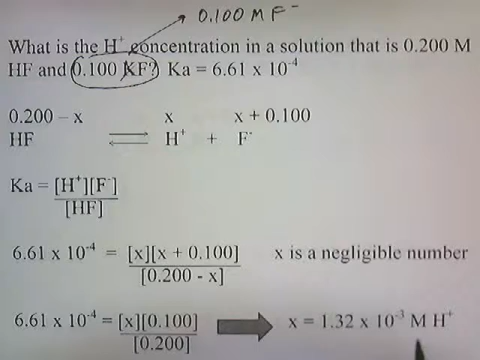 0.100 M F⁻
What is the H⁺ concentration in a solution that is 0.200 M
HF and 0.100 KF? Ka = 6.61 x 10⁻⁴
0.200 – x x x + 0.100
HF ⇌ H⁺ + F⁻
Ka = [H⁺][F⁻]
[HF]
6.61 x 10⁻⁴ = [x][x + 0.100] x is a negligible number
[0.200 - x]
6.61 x 10⁻⁴ = [x][0.100] x = 1.32 x 10⁻³ M H⁺
[0.200]